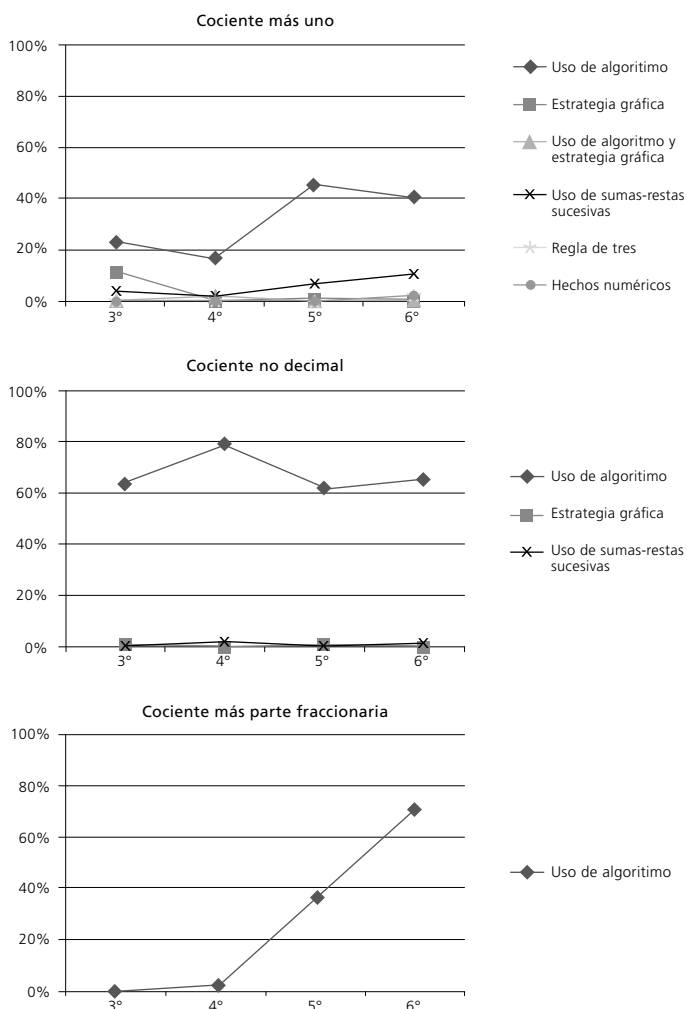 Cociente más uno
100%
80%
60%
40%
20%
0%
3°
4°
5°
6°
Uso de algoritimo
Estrategia gráfica
Uso de algoritmo y
estrategia gráfica
Uso de sumas-restas
sucesivas
Regla de tres
Hechos numéricos
Cociente no decimal
100%
80%
60%
40%
20%
0%
3°
4°
5°
6°
Uso de algoritimo
Estrategia gráfica
Uso de sumas-restas
sucesivas
Cociente más parte fraccionaria
100%
80%
60%
40%
20%
0%
3°
4°
5°
6°
Uso de algoritimo